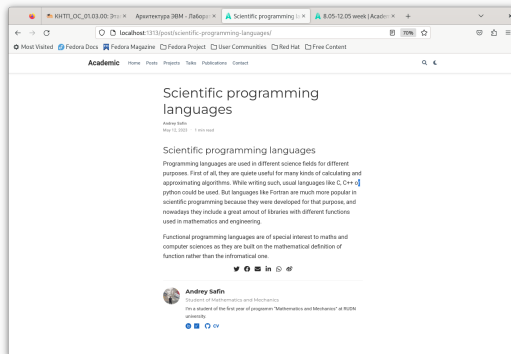 КНТП_ОС_01.03.00: Эта
Архитектура ЭВМ - Лабора
Scientific programming l
8.05-12.05 week | Academ
localhost:1313/post/scientific-programming-languages/
70%
Most Visited Fedora Docs Fedora Magazine Fedora Project User Communities Red Hat Free Content
Academic Home Posts Projects Talks Publications Contact
Scientific programming
languages
Andrey Safin
May 12, 2023 · 1 min read
Scientific programming languages
Programming languages are used in different science fields for different
purposes. First of all, they are quiete useful for many kinds of calculating and
approximating algorithms. While writing such, usual languages like C, C++ o
python could be used. But languages like Fortran are much more popular in
scientific programming because they were developed for that purpose, and
nowadays they include a great amout of libraries with different functions
used in mathematics and engineering.
Functional programming languages are of special interest to maths and
computer sciences as they are built on the mathematical definition of
function rather than the informational one.
Andrey Safin
Student of Mathematics and Mechanics
I'm a student of the first year of programm "Mathematics and Mechanics" at RUDN
university.
CV